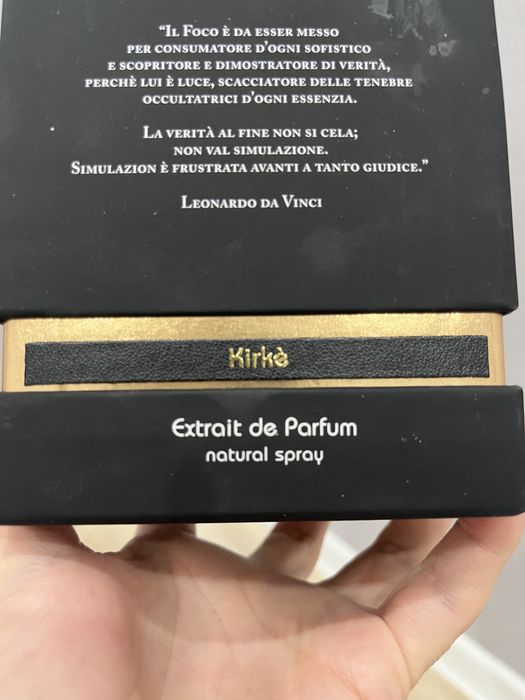 “Il Foco è da esser messo
per consumatore d’ogni sofistico
e scopritore e dimostratore di verità,
perchè lui è luce, scacciatore delle tenebre
occultatrici d’ogni essenzia.
La verità al fine non si cela;
non val simulazione.
Simulazion è frustrata avanti a tanto giudice.”
Leonardo da Vinci
Kirkè
Extrait de Parfum
natural spray